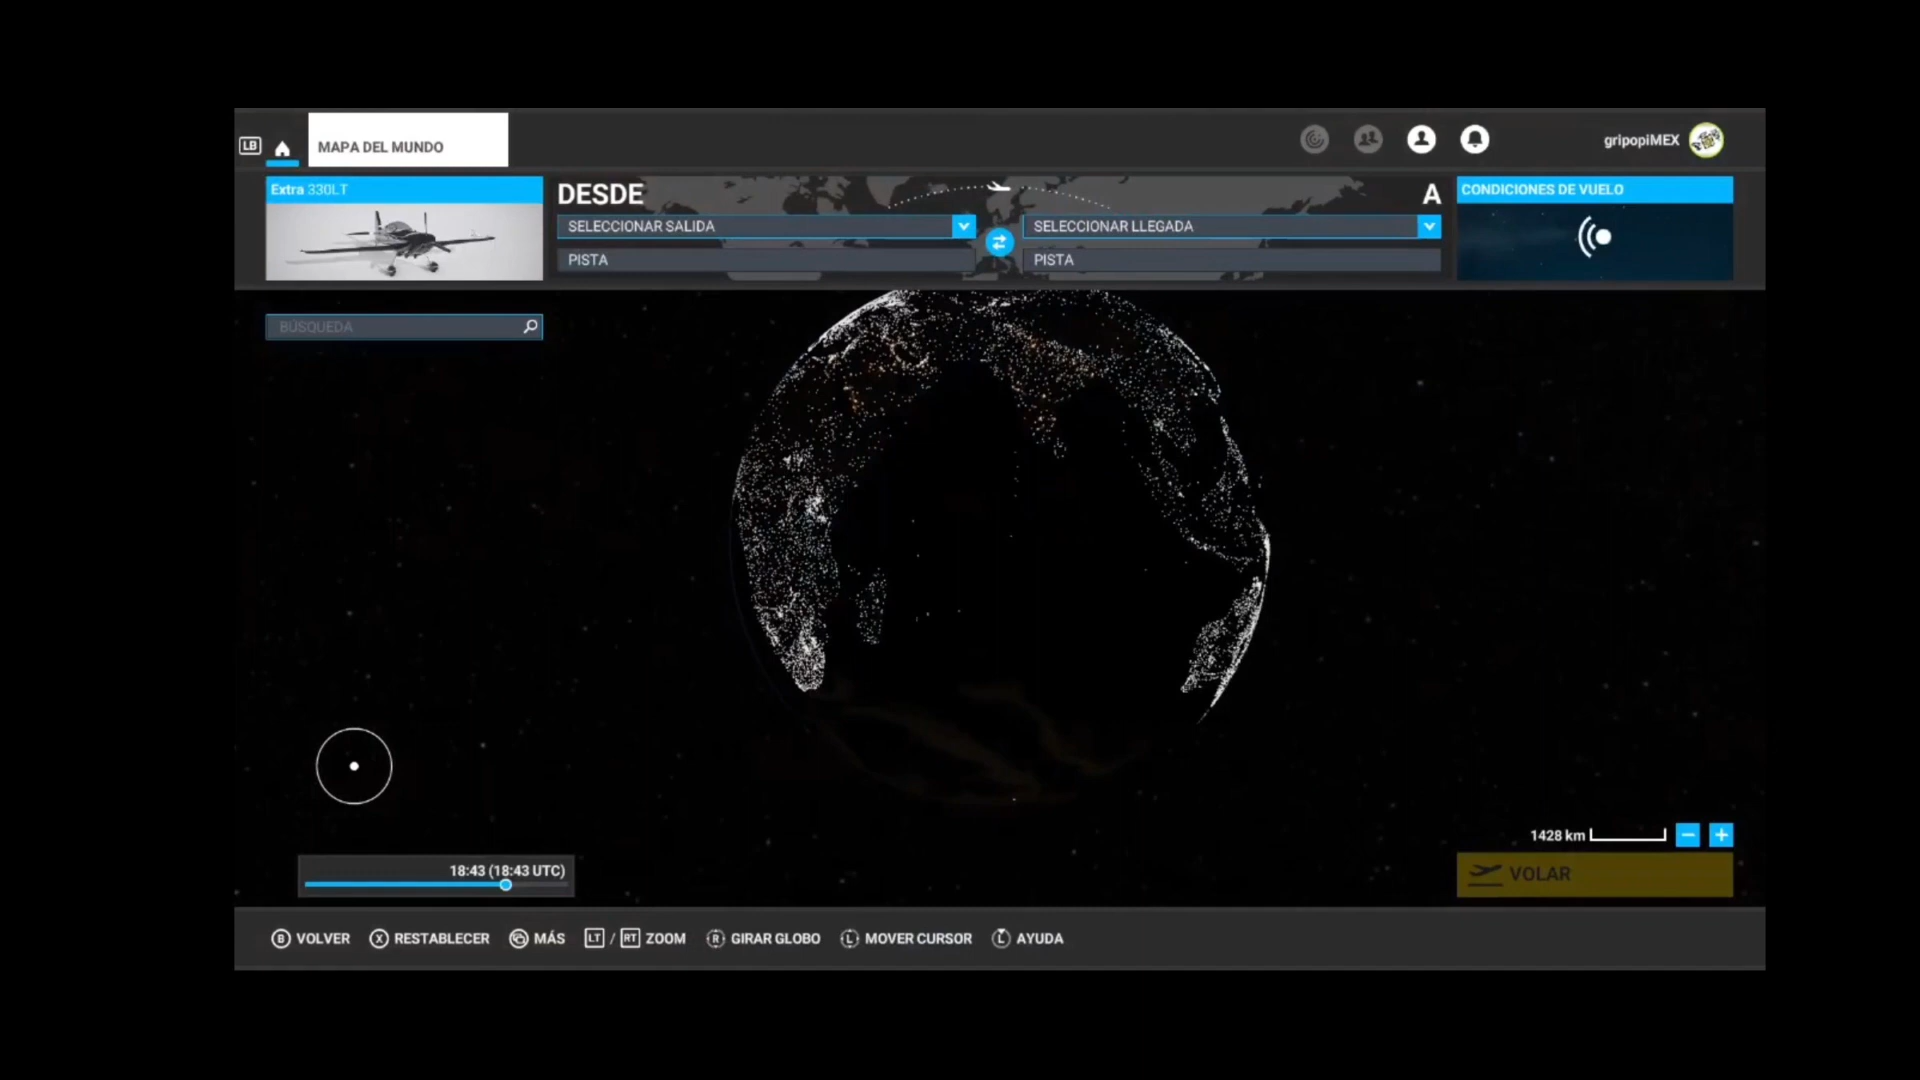 LB
MAPA DEL MUNDO
gripopiMEX
Extra 330LT
DESDE
A
SELECCIONAR SALIDA
SELECCIONAR LLEGADA
PISTA
PISTA
CONDICIONES DE VUELO
BÚSQUEDA
1428 km
18:43 (18:43 UTC)
VOLAR
B VOLVER
X RESTABLECER
MÁS
LT / RT ZOOM
R GIRAR GLOBO
L MOVER CURSOR
L AYUDA